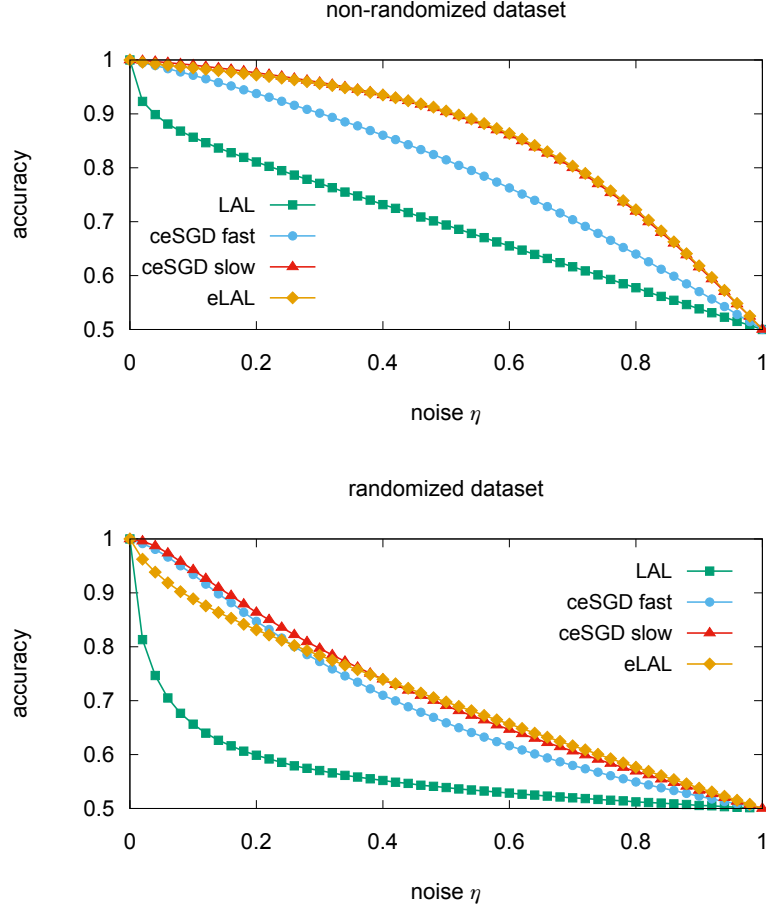 non-randomized dataset
1
0.9
0.8
0.7
0.6
0.5
accuracy
LAL
ceSGD fast
ceSGD slow
eLAL
0 0.2 0.4 0.6 0.8 1
noise η
randomized dataset
1
0.9
0.8
0.7
0.6
0.5
accuracy
LAL
ceSGD fast
ceSGD slow
eLAL
0 0.2 0.4 0.6 0.8 1
noise η